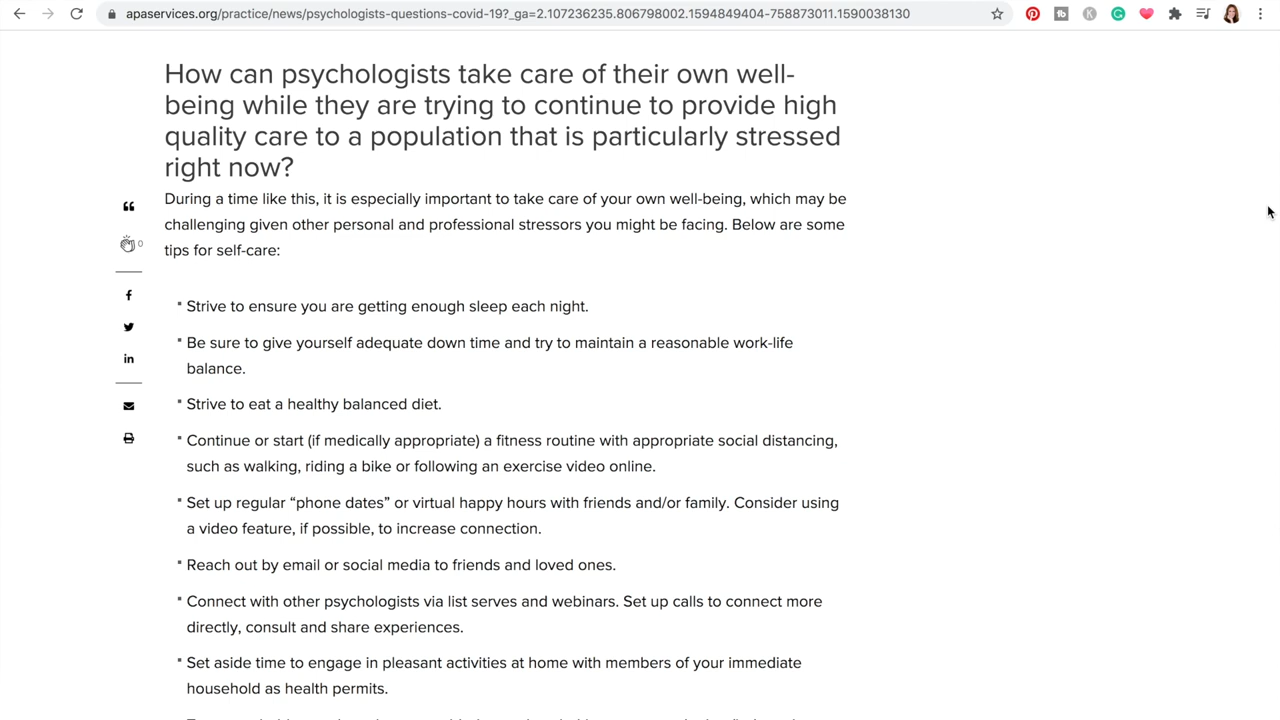 apaservices.org/practice/news/psychologists-questions-covid-19?_ga=2.107236235.806798002.1594849404-758873011.1590038130
How can psychologists take care of their own well-
being while they are trying to continue to provide high
quality care to a population that is particularly stressed
right now?
During a time like this, it is especially important to take care of your own well-being, which may be
challenging given other personal and professional stressors you might be facing. Below are some
tips for self-care:
0
▪ Strive to ensure you are getting enough sleep each night.
▪ Be sure to give yourself adequate down time and try to maintain a reasonable work-life
balance.
▪ Strive to eat a healthy balanced diet.
▪ Continue or start (if medically appropriate) a fitness routine with appropriate social distancing,
such as walking, riding a bike or following an exercise video online.
▪ Set up regular “phone dates” or virtual happy hours with friends and/or family. Consider using
a video feature, if possible, to increase connection.
▪ Reach out by email or social media to friends and loved ones.
▪ Connect with other psychologists via list serves and webinars. Set up calls to connect more
directly, consult and share experiences.
▪ Set aside time to engage in pleasant activities at home with members of your immediate
household as health permits.